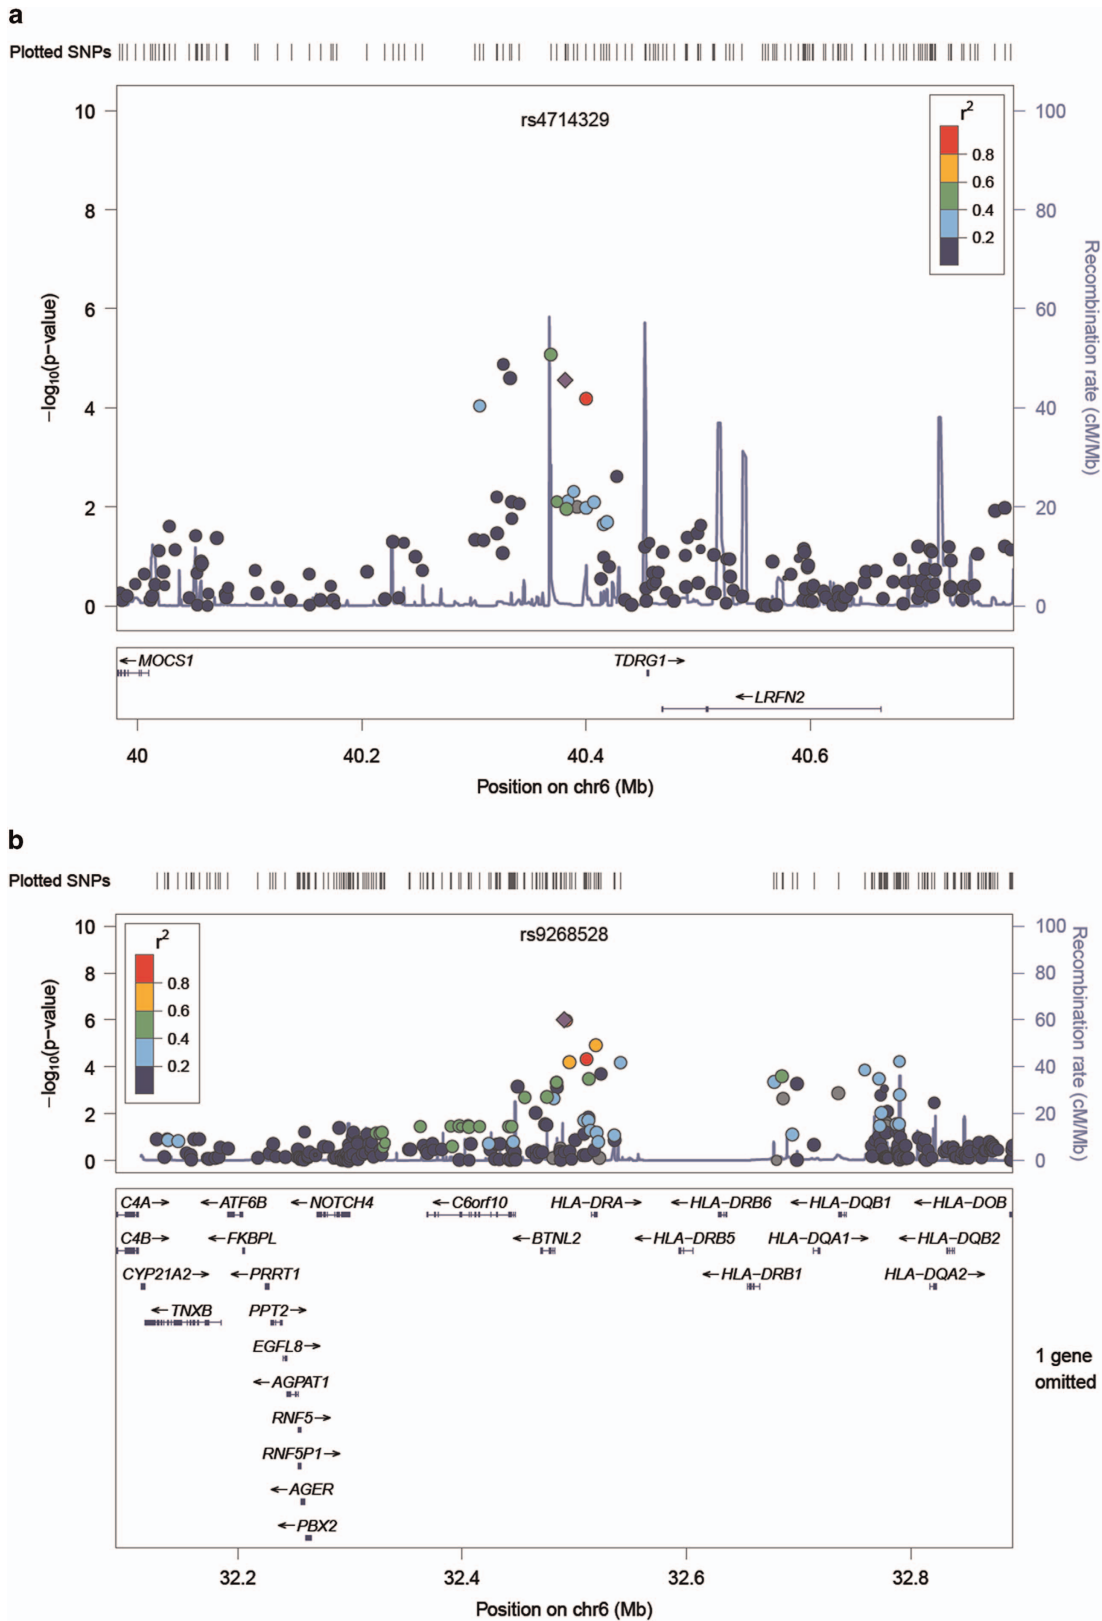 a
Plotted SNPs
rs4714329
r²
0.8
0.6
0.4
0.2
10
8
6
4
2
0
−log₁₀(p-value)
100
80
60
40
20
0
Recombination rate (cM/Mb)
←MOCS1
TDRG1→
←LRFN2
40
40.2
40.4
40.6
Position on chr6 (Mb)
b
Plotted SNPs
rs9268528
r²
0.8
0.6
0.4
0.2
10
8
6
4
2
0
−log₁₀(p−value)
100
80
60
40
20
0
Recombination rate (cM/Mb)
C4A→ ←ATF6B ←NOTCH4 ←C6orf10 HLA−DRA→ ←HLA−DRB6 ←HLA−DQB1 ←HLA−DOB
C4B→ ←FKBPL ←BTNL2 ←HLA−DRB5 HLA−DQA1→ ←HLA−DQB2
CYP21A2→ ←PRRT1 ←HLA−DRB1 HLA−DQA2→
←TNXB PPT2→
EGFL8→
←AGPAT1
RNF5→
RNF5P1→
←AGER
←PBX2
1 gene
omitted
32.2
32.4
32.6
32.8
Position on chr6 (Mb)